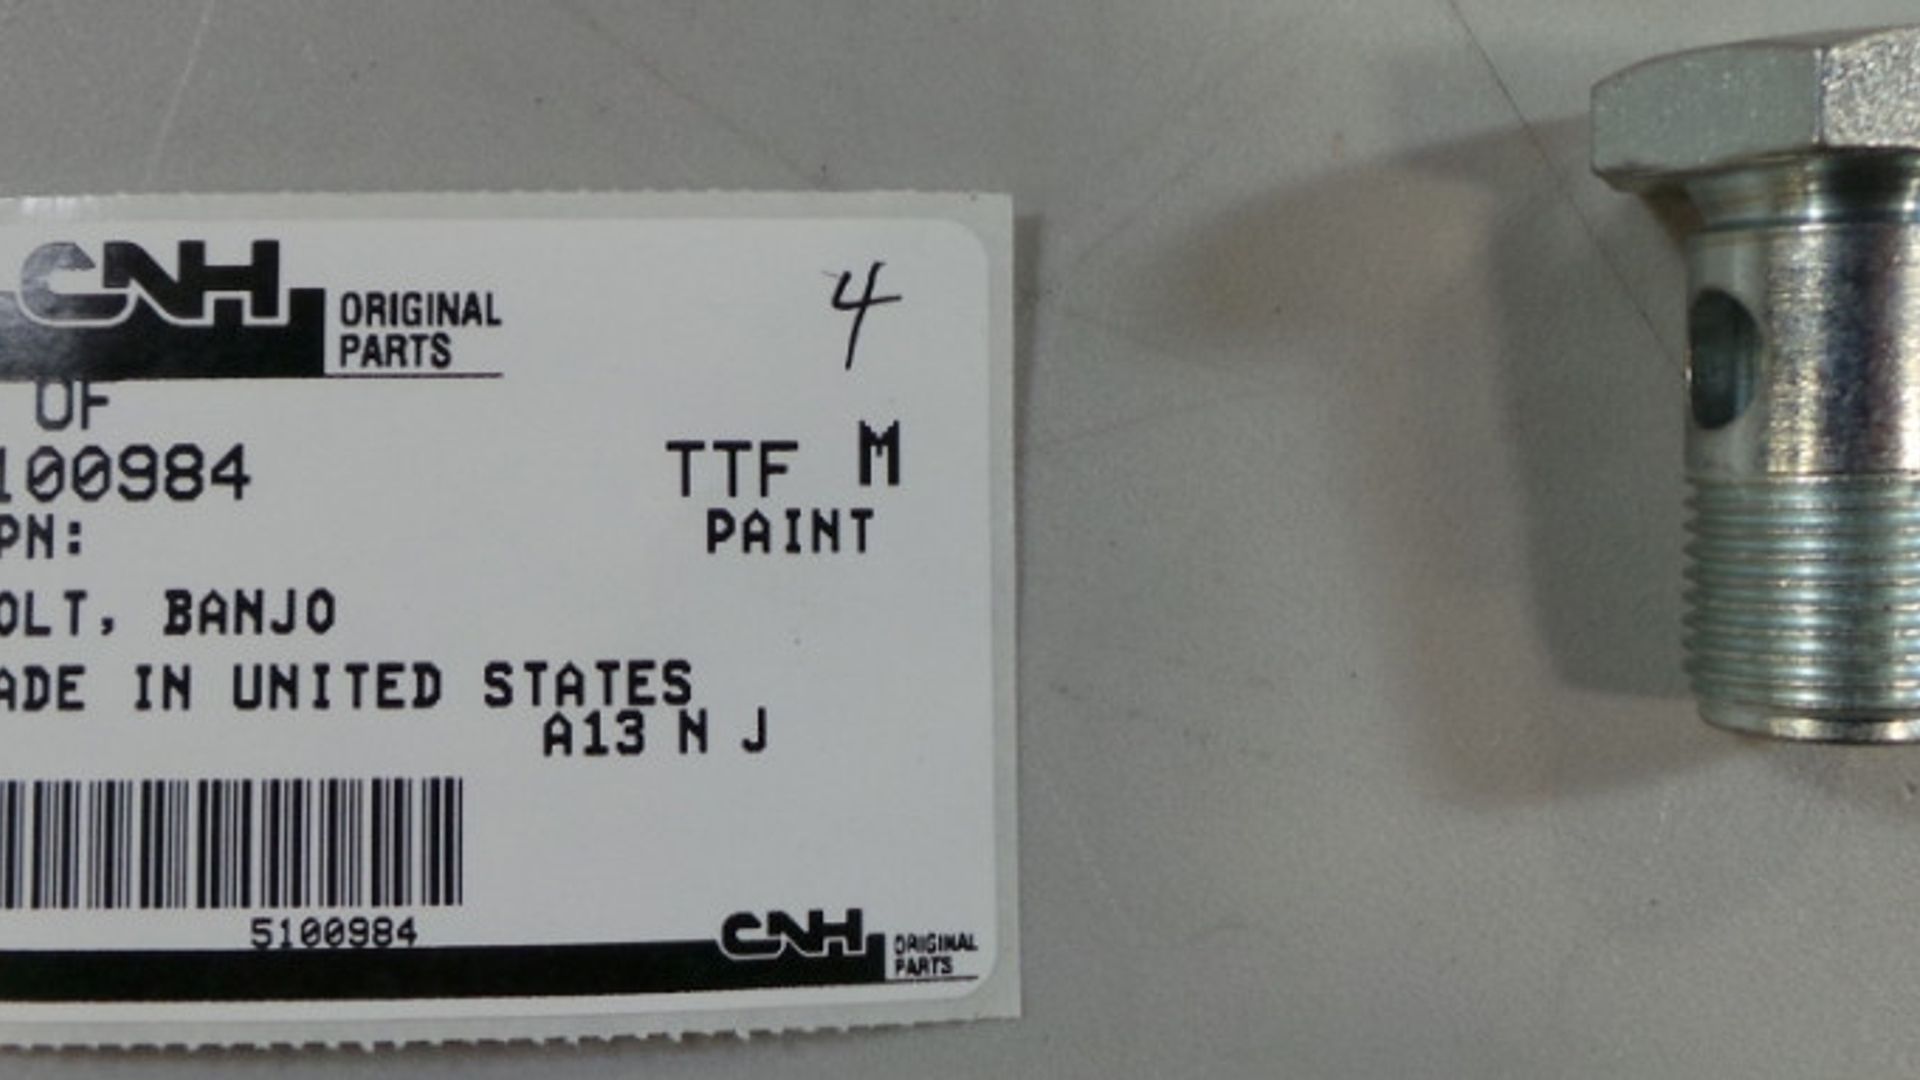 CNH ORIGINAL PARTS
4
OF
100984
TTF M
PN:
PAINT
OLT, BANJO
ADE IN UNITED STATES
A13 N J
5100984
CNH ORIGINAL PARTS